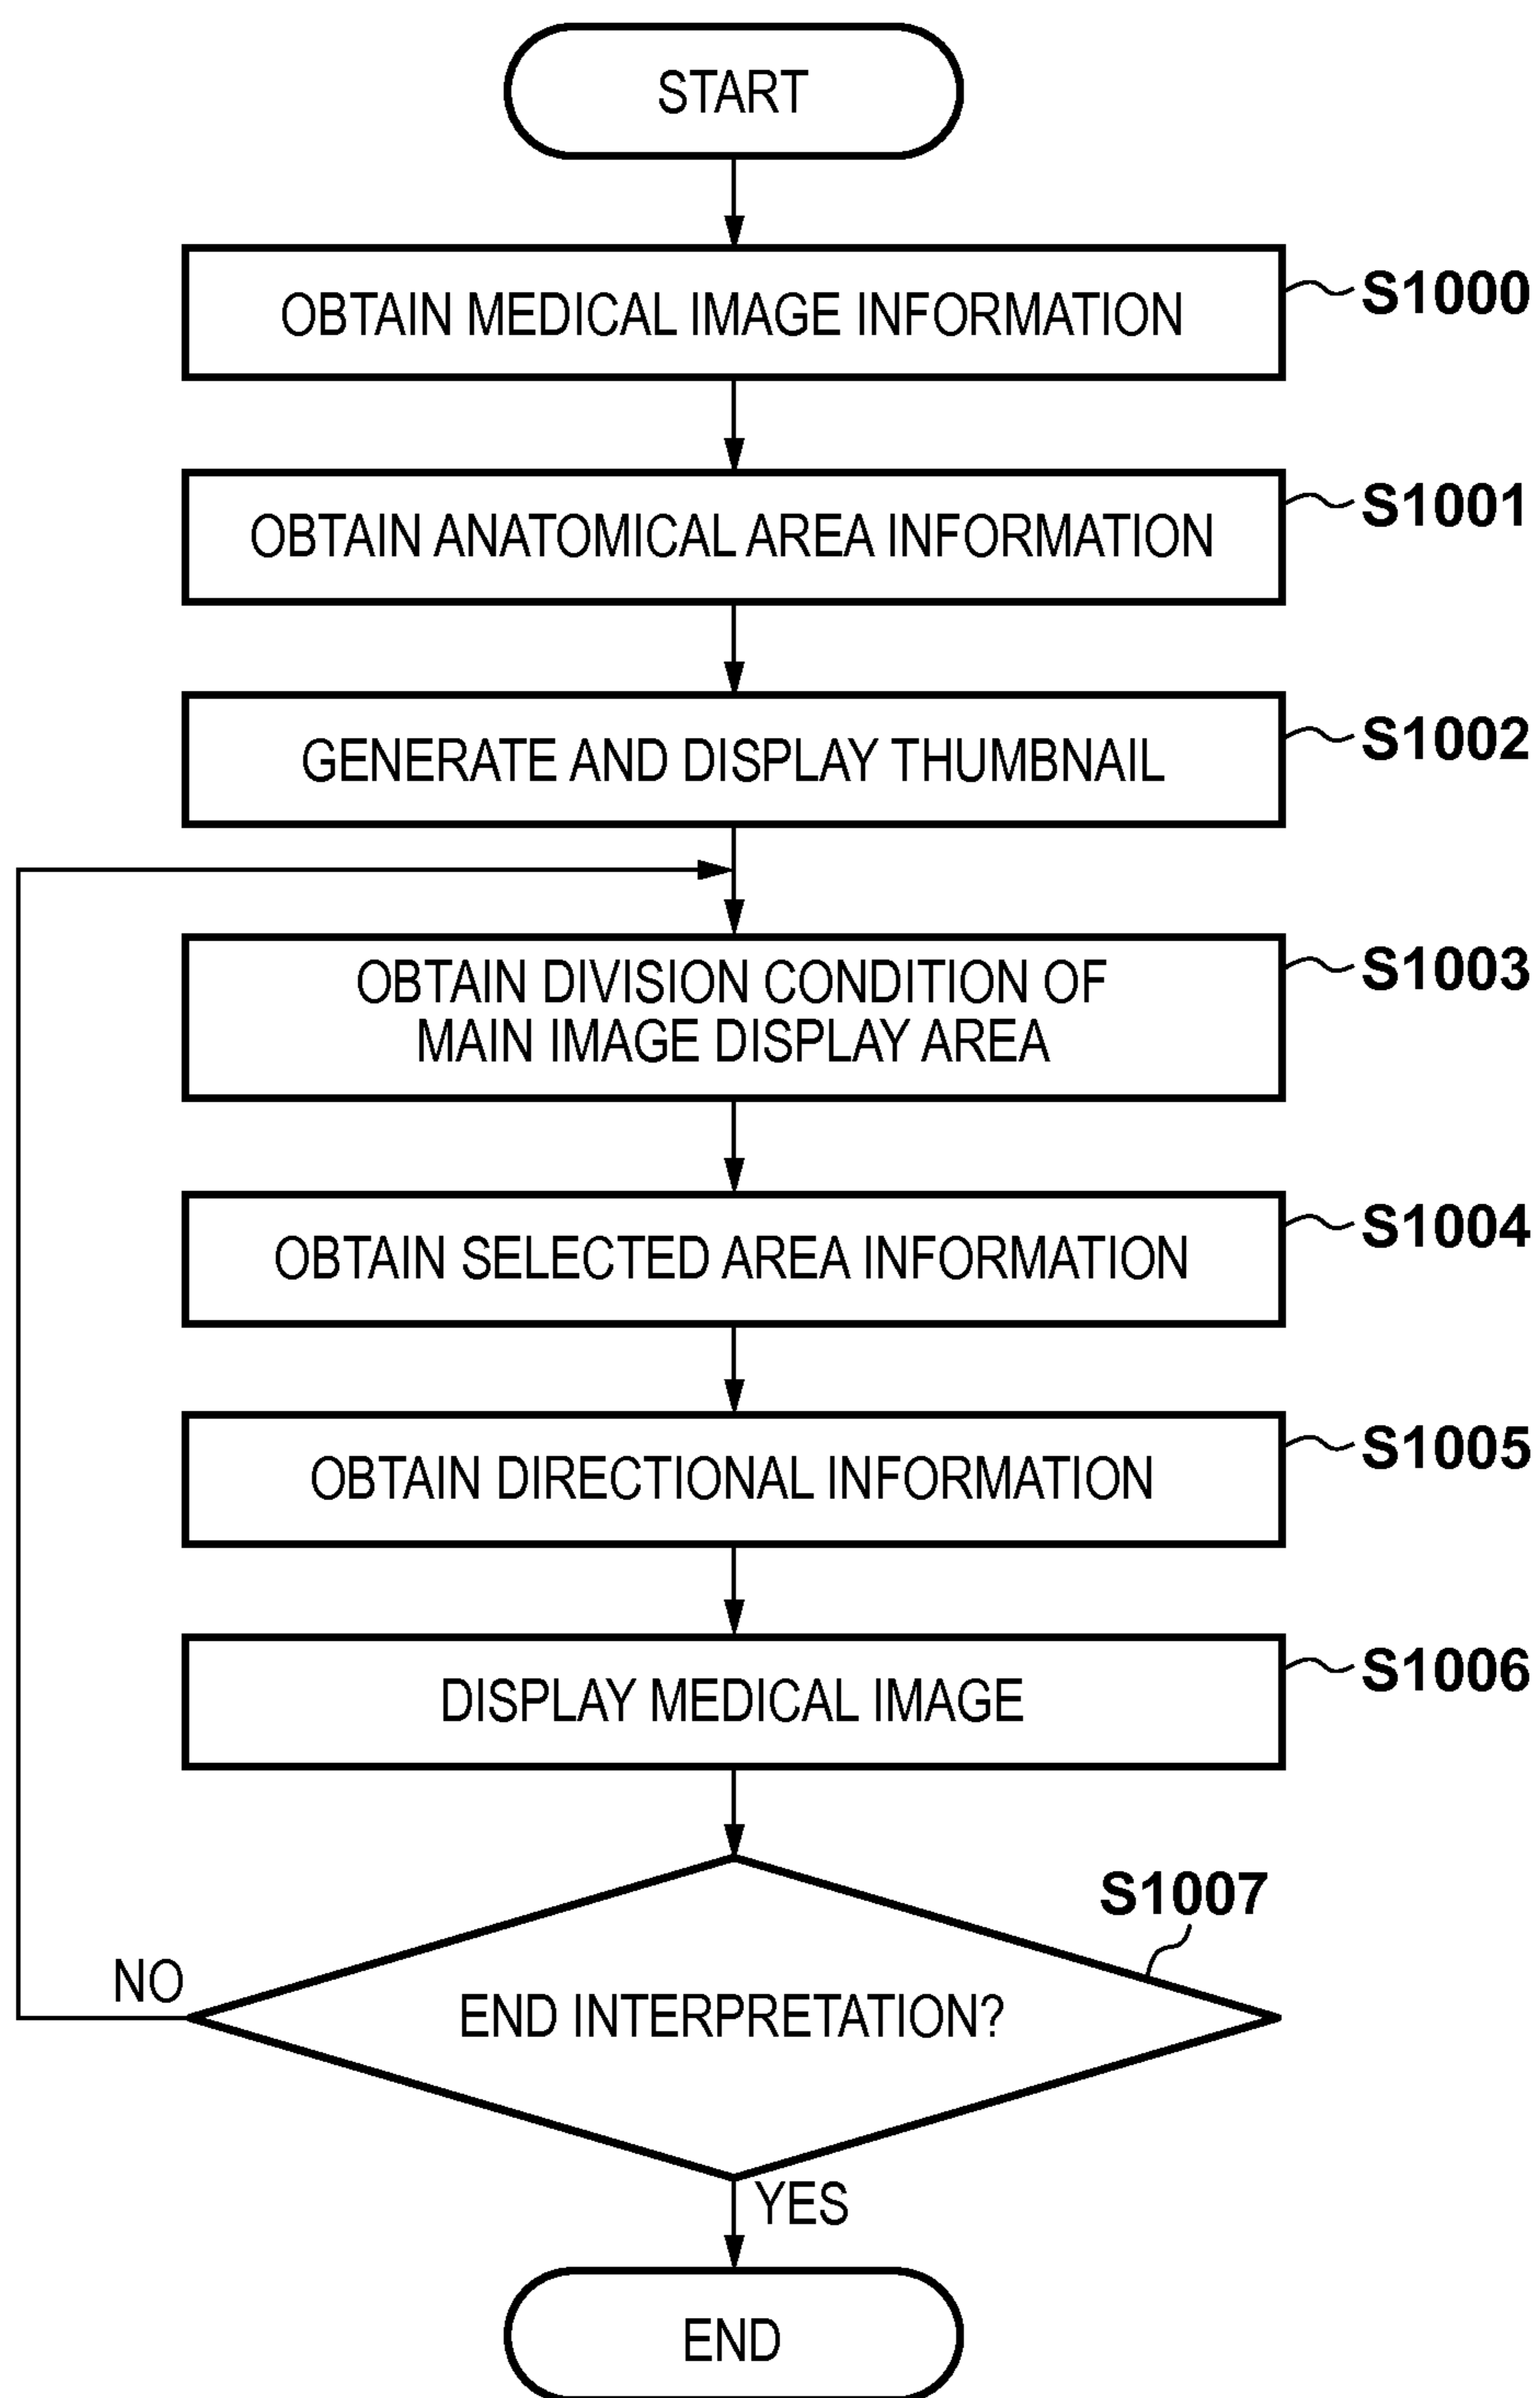 START
OBTAIN MEDICAL IMAGE INFORMATION
S1000
OBTAIN ANATOMICAL AREA INFORMATION
S1001
GENERATE AND DISPLAY THUMBNAIL
S1002
OBTAIN DIVISION CONDITION OF
MAIN IMAGE DISPLAY AREA
S1003
OBTAIN SELECTED AREA INFORMATION
S1004
OBTAIN DIRECTIONAL INFORMATION
S1005
DISPLAY MEDICAL IMAGE
S1006
S1007
NO
END INTERPRETATION?
YES
END